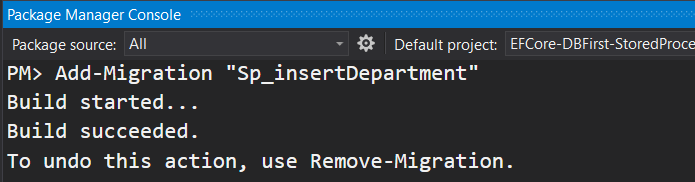 Package Manager Console
Package source: All Default project: EFCore-DBFirst-StoredProce
PM> Add-Migration "Sp_insertDepartment"
Build started...
Build succeeded.
To undo this action, use Remove-Migration.